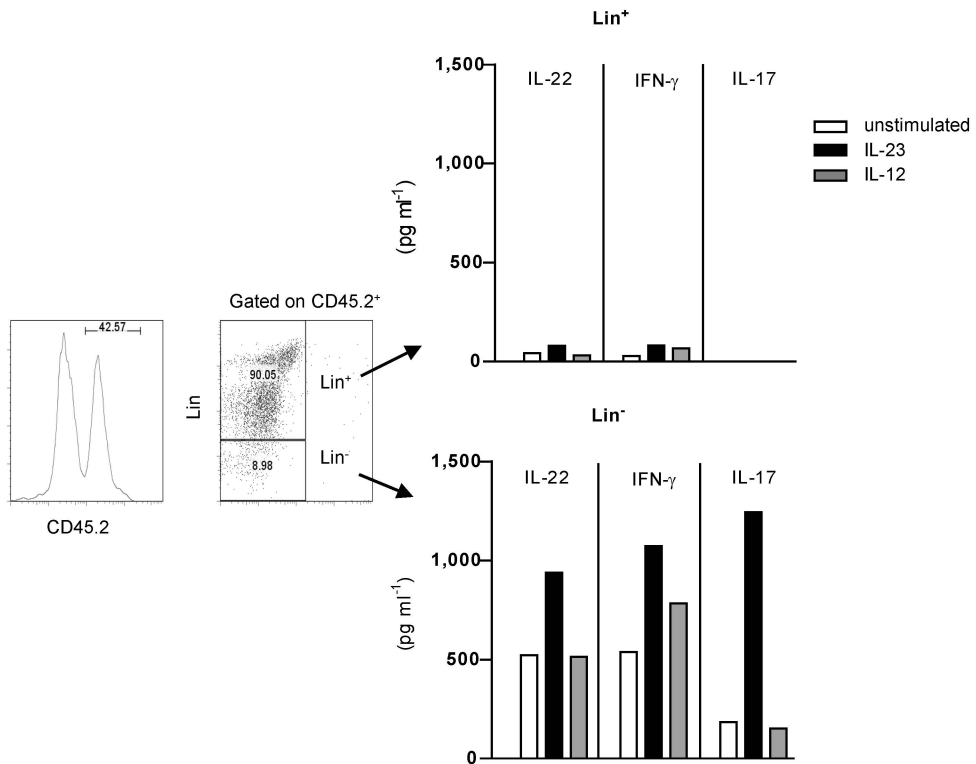 Lin⁺
1,500
1,000
500
0
(pg ml⁻¹)
IL-22
IFN-γ
IL-17
unstimulated
IL-23
IL-12
42.57
CD45.2
Gated on CD45.2⁺
Lin
90.05
8.98
Lin⁺
Lin⁻
Lin⁻
1,500
1,000
500
0
(pg ml⁻¹)
IL-22
IFN-γ
IL-17